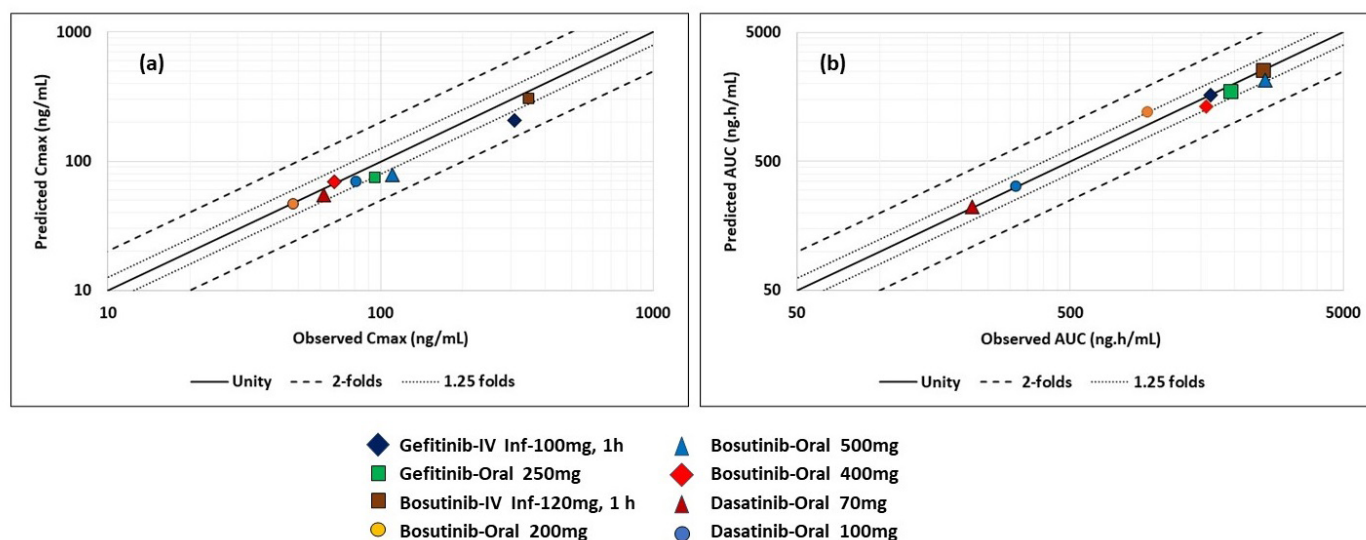 (a)
1000
100
10
Predicted Cmax (ng/mL)
10 100 1000
Observed Cmax (ng/mL)
Unity 2-folds 1.25 folds
(b)
5000
500
50
Predicted AUC (ng.h/mL)
50 500 5000
Observed AUC (ng.h/mL)
Unity 2-folds 1.25 folds
Gefitinib-IV Inf-100mg, 1h
Gefitinib-Oral 250mg
Bosutinib-IV Inf-120mg, 1 h
Bosutinib-Oral 200mg
Bosutinib-Oral 500mg
Bosutinib-Oral 400mg
Dasatinib-Oral 70mg
Dasatinib-Oral 100mg